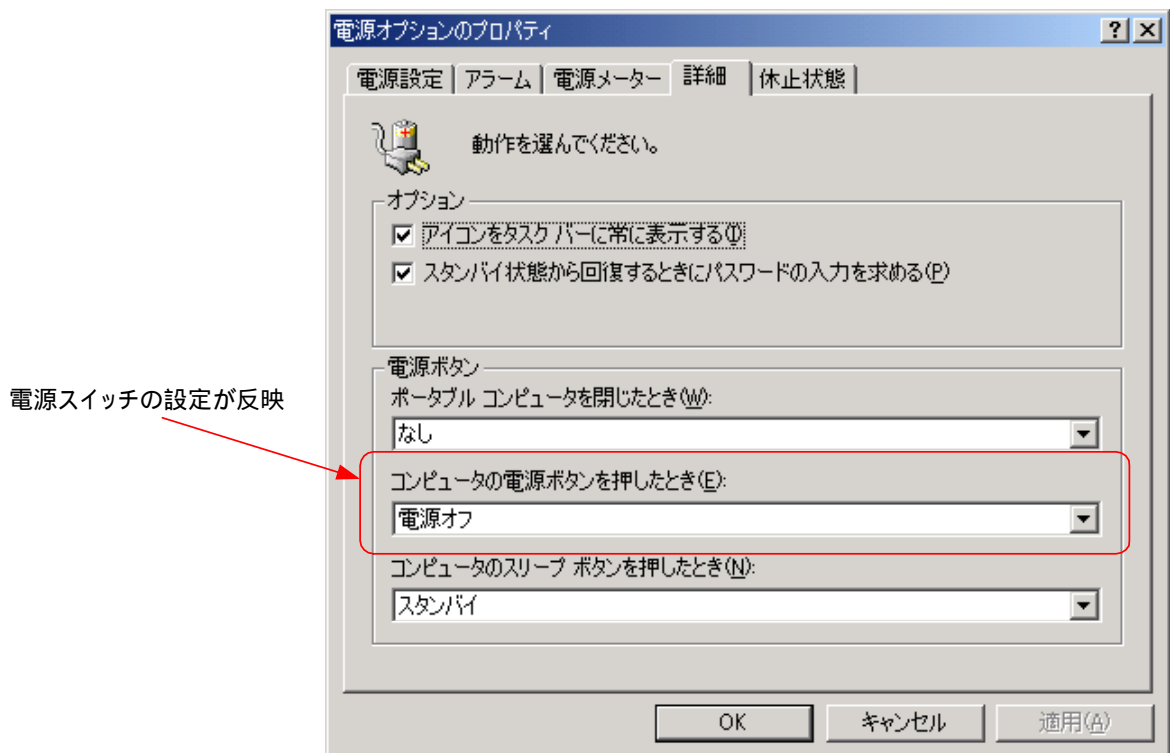 電源オプションのプロパティ
電源設定 アラーム 電源メーター 詳細 休止状態
動作を選んでください。
オプション
アイコンをタスク バーに常に表示する(I)
スタンバイ状態から回復するときにパスワードの入力を求める(P)
電源ボタン
ポータブル コンピュータを閉じたとき(W):
なし
電源スイッチの設定が反映
コンピュータの電源ボタンを押したとき(E):
電源オフ
コンピュータのスリープ ボタンを押したとき(N):
スタンバイ
OK キャンセル 適用(A)